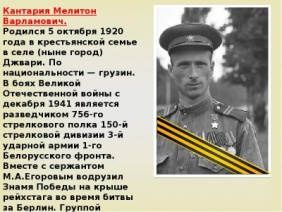 Кантария Мелитон
Варламович.
Родился 5 октября 1920
года в крестьянской семье
в селе (ныне город)
Джвари. По
национальности — грузин.
В боях Великой
Отечественной войны с
декабря 1941 является
разведчиком 756-го
стрелкового полка 150-й
стрелковой дивизии 3-й
ударной армии 1-го
Белорусского фронта.
Вместе с сержантом
М.А.Егоровым водрузил
Знамя Победы на крыше
рейхстага во время битвы
за Берлин. Группой